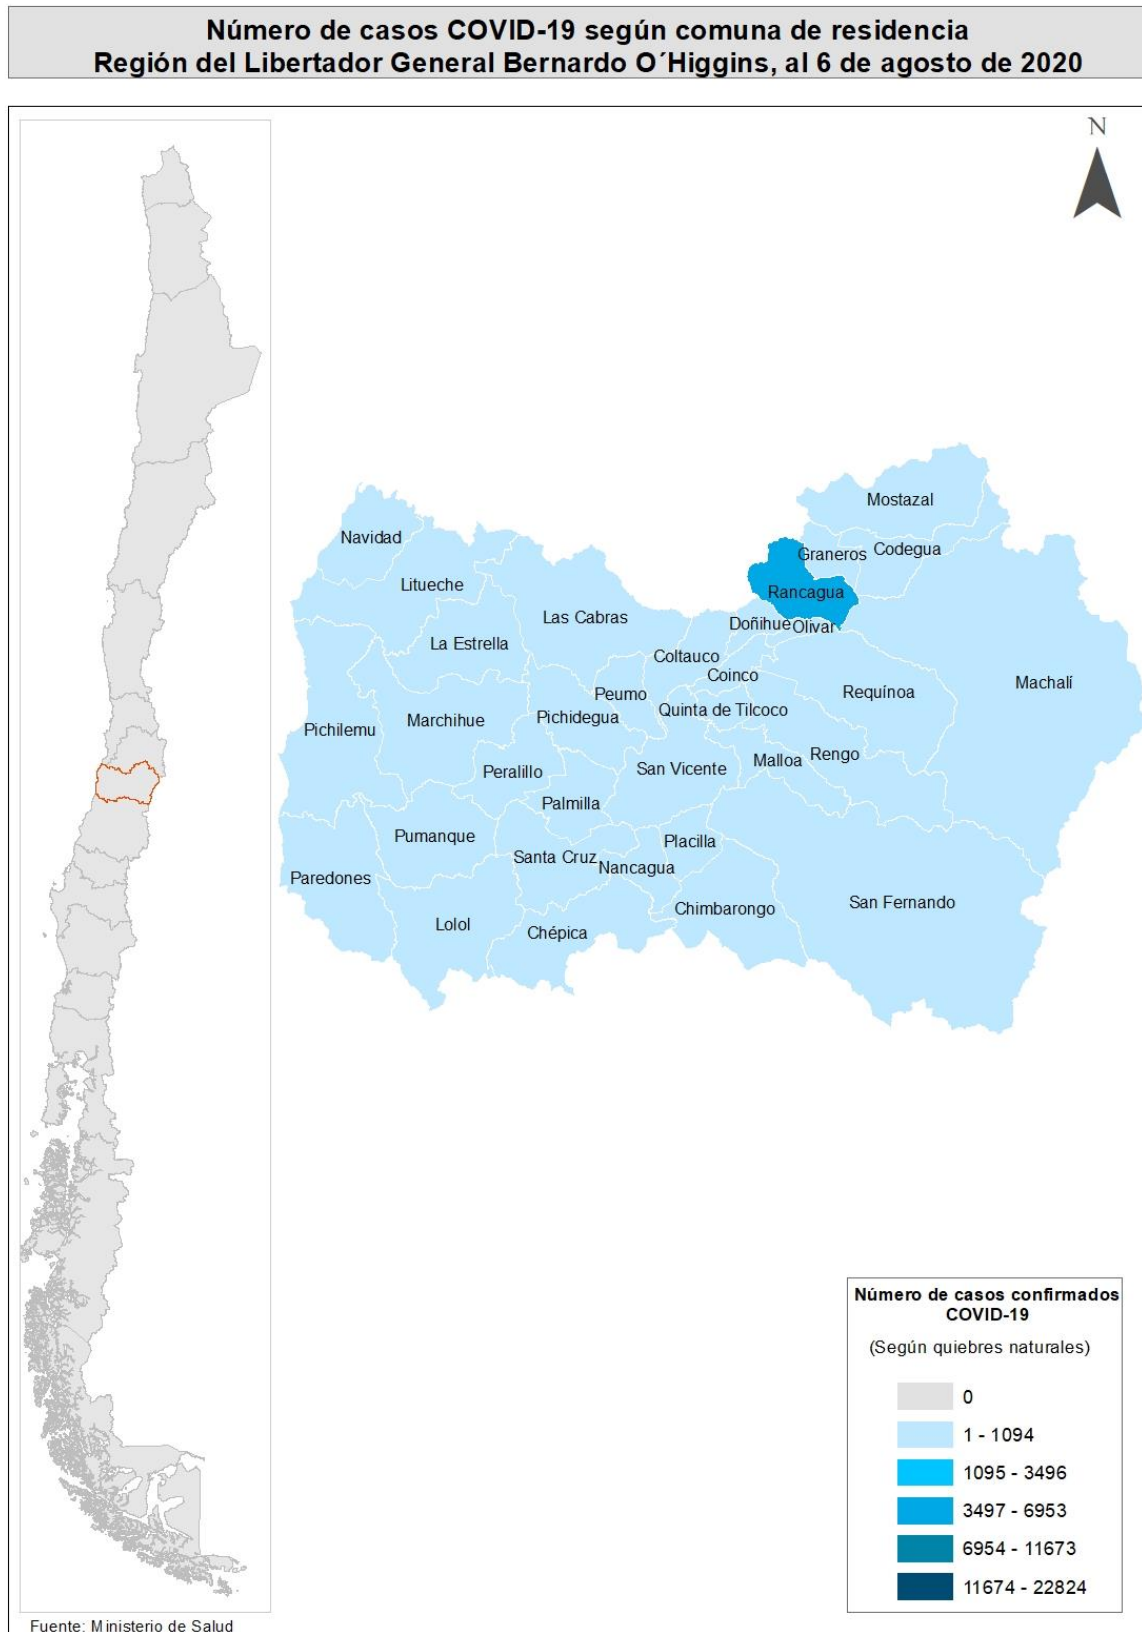 Número de casos COVID-19 según comuna de residencia
Región del Libertador General Bernardo O´Higgins, al 6 de agosto de 2020
N
Mostazal
Navidad
Graneros
Codegua
Litueche
Rancagua
Las Cabras
Doñihue
Olivar
La Estrella
Coltauco
Coinco
Machalí
Peumo
Requínoa
Quinta de Tilcoco
Pichidegua
Marchihue
Pichilemu
Rengo
Malloa
San Vicente
Peralillo
Palmilla
Pumanque
Placilla
Santa Cruz
Nancagua
Paredones
San Fernando
Chimbarongo
Lolol
Chépica
Número de casos confirmados
COVID-19
(Según quiebres naturales)
0
1 - 1094
1095 - 3496
3497 - 6953
6954 - 11673
11674 - 22824
Fuente: Ministerio de Salud